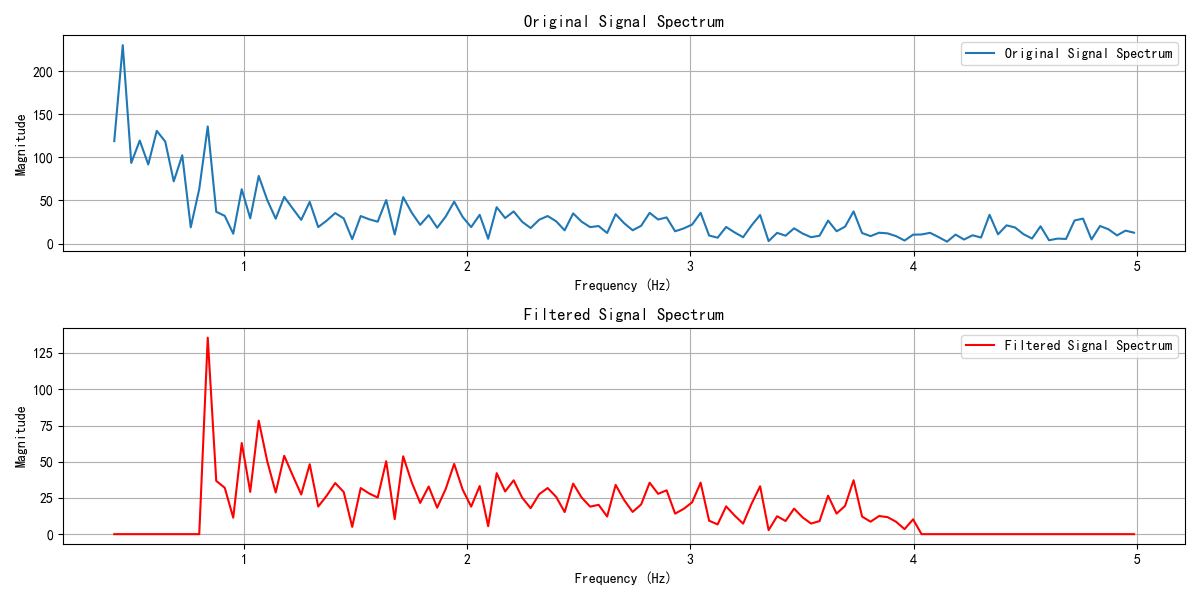 Original Signal Spectrum
Original Signal Spectrum
Magnitude
200
150
100
50
0
1 2 3 4 5
Frequency (Hz)
Filtered Signal Spectrum
Filtered Signal Spectrum
Magnitude
125
100
75
50
25
0
1 2 3 4 5
Frequency (Hz)